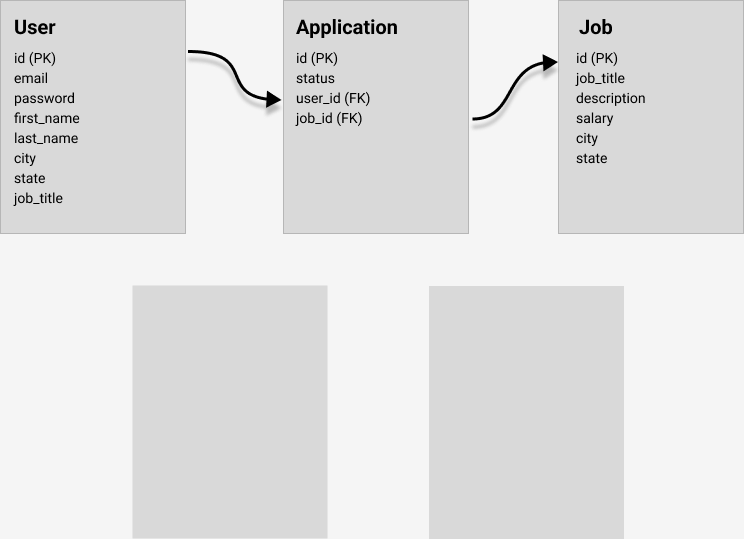 User
id (PK)
email
password
first_name
last_name
city
state
job_title
Application
id (PK)
status
user_id (FK)
job_id (FK)
Job
id (PK)
job_title
description
salary
city
state